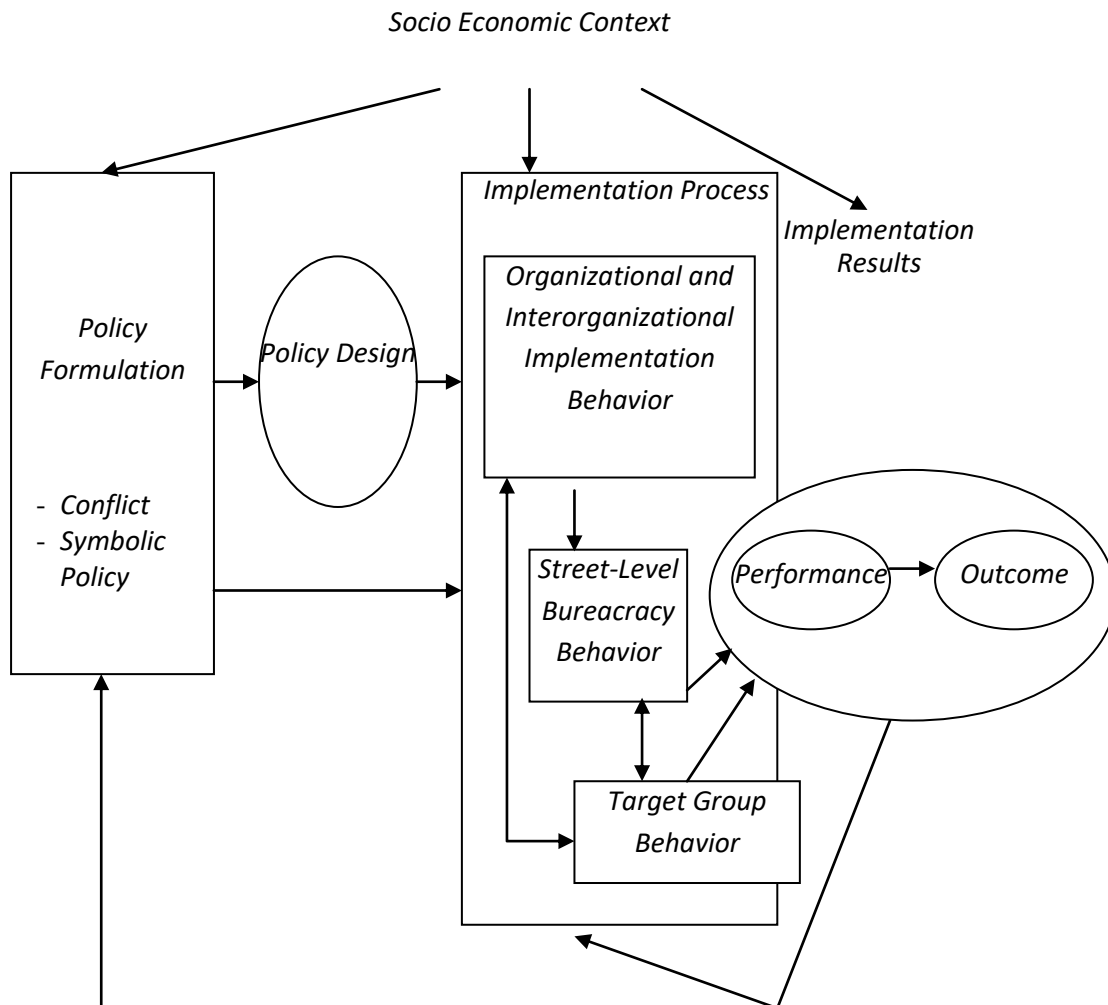 Socio Economic Context
Policy
Formulation
- Conflict
- Symbolic
Policy
Policy Design
Implementation Process
Organizational and
Interorganizational
Implementation
Behavior
Street-Level
Bureacracy
Behavior
Target Group
Behavior
Implementation
Results
Performance
Outcome